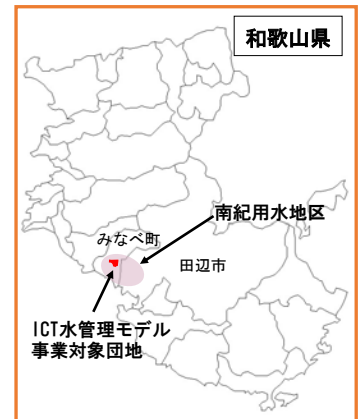 和歌山県
南紀用水地区
みなべ町
田辺市
ICT水管理モデル
事業対象団地